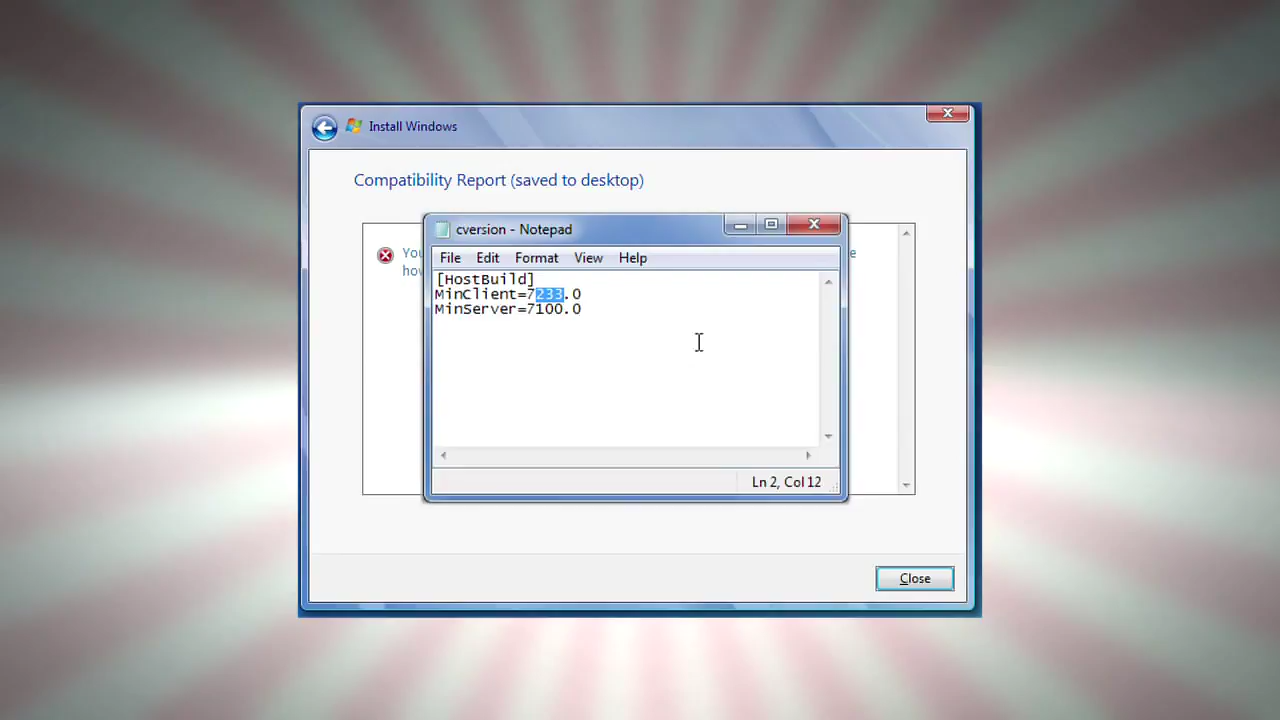 Install Windows
Compatibility Report (saved to desktop)
cversion - Notepad
File Edit Format View Help
[HostBuild]
MinClient=7233.0
MinServer=7100.0
Ln 2, Col 12
Close